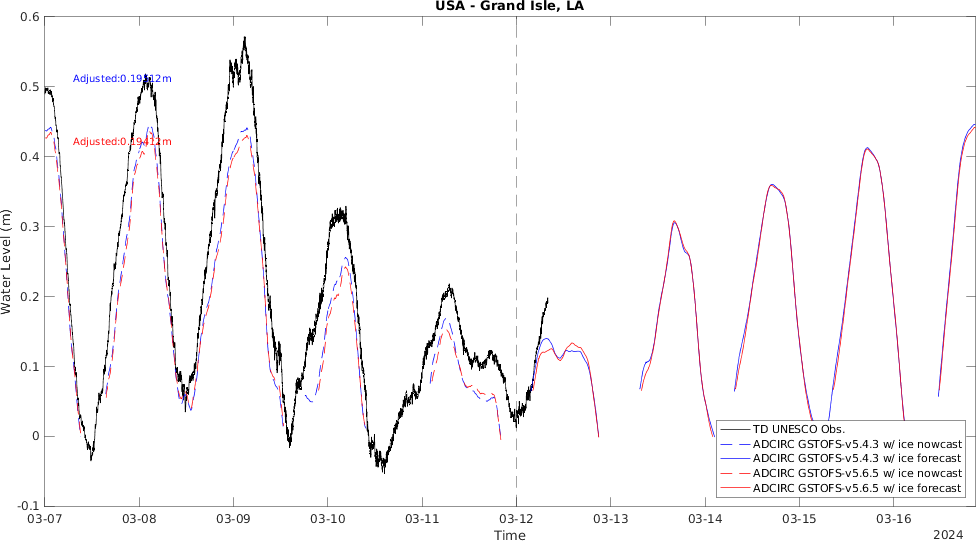 USA - Grand Isle, LA
0.6
0.5
0.4
0.3
0.2
0.1
0
-0.1
Water Level (m)
Adjusted:0.19412m
Adjusted:0.19412m
TD UNESCO Obs.
ADCIRC GSTOFS-v5.4.3 w/ ice nowcast
ADCIRC GSTOFS-v5.4.3 w/ ice forecast
ADCIRC GSTOFS-v5.6.5 w/ ice nowcast
ADCIRC GSTOFS-v5.6.5 w/ ice forecast
03-07 03-08 03-09 03-10 03-11 03-12 03-13 03-14 03-15 03-16
Time
2024